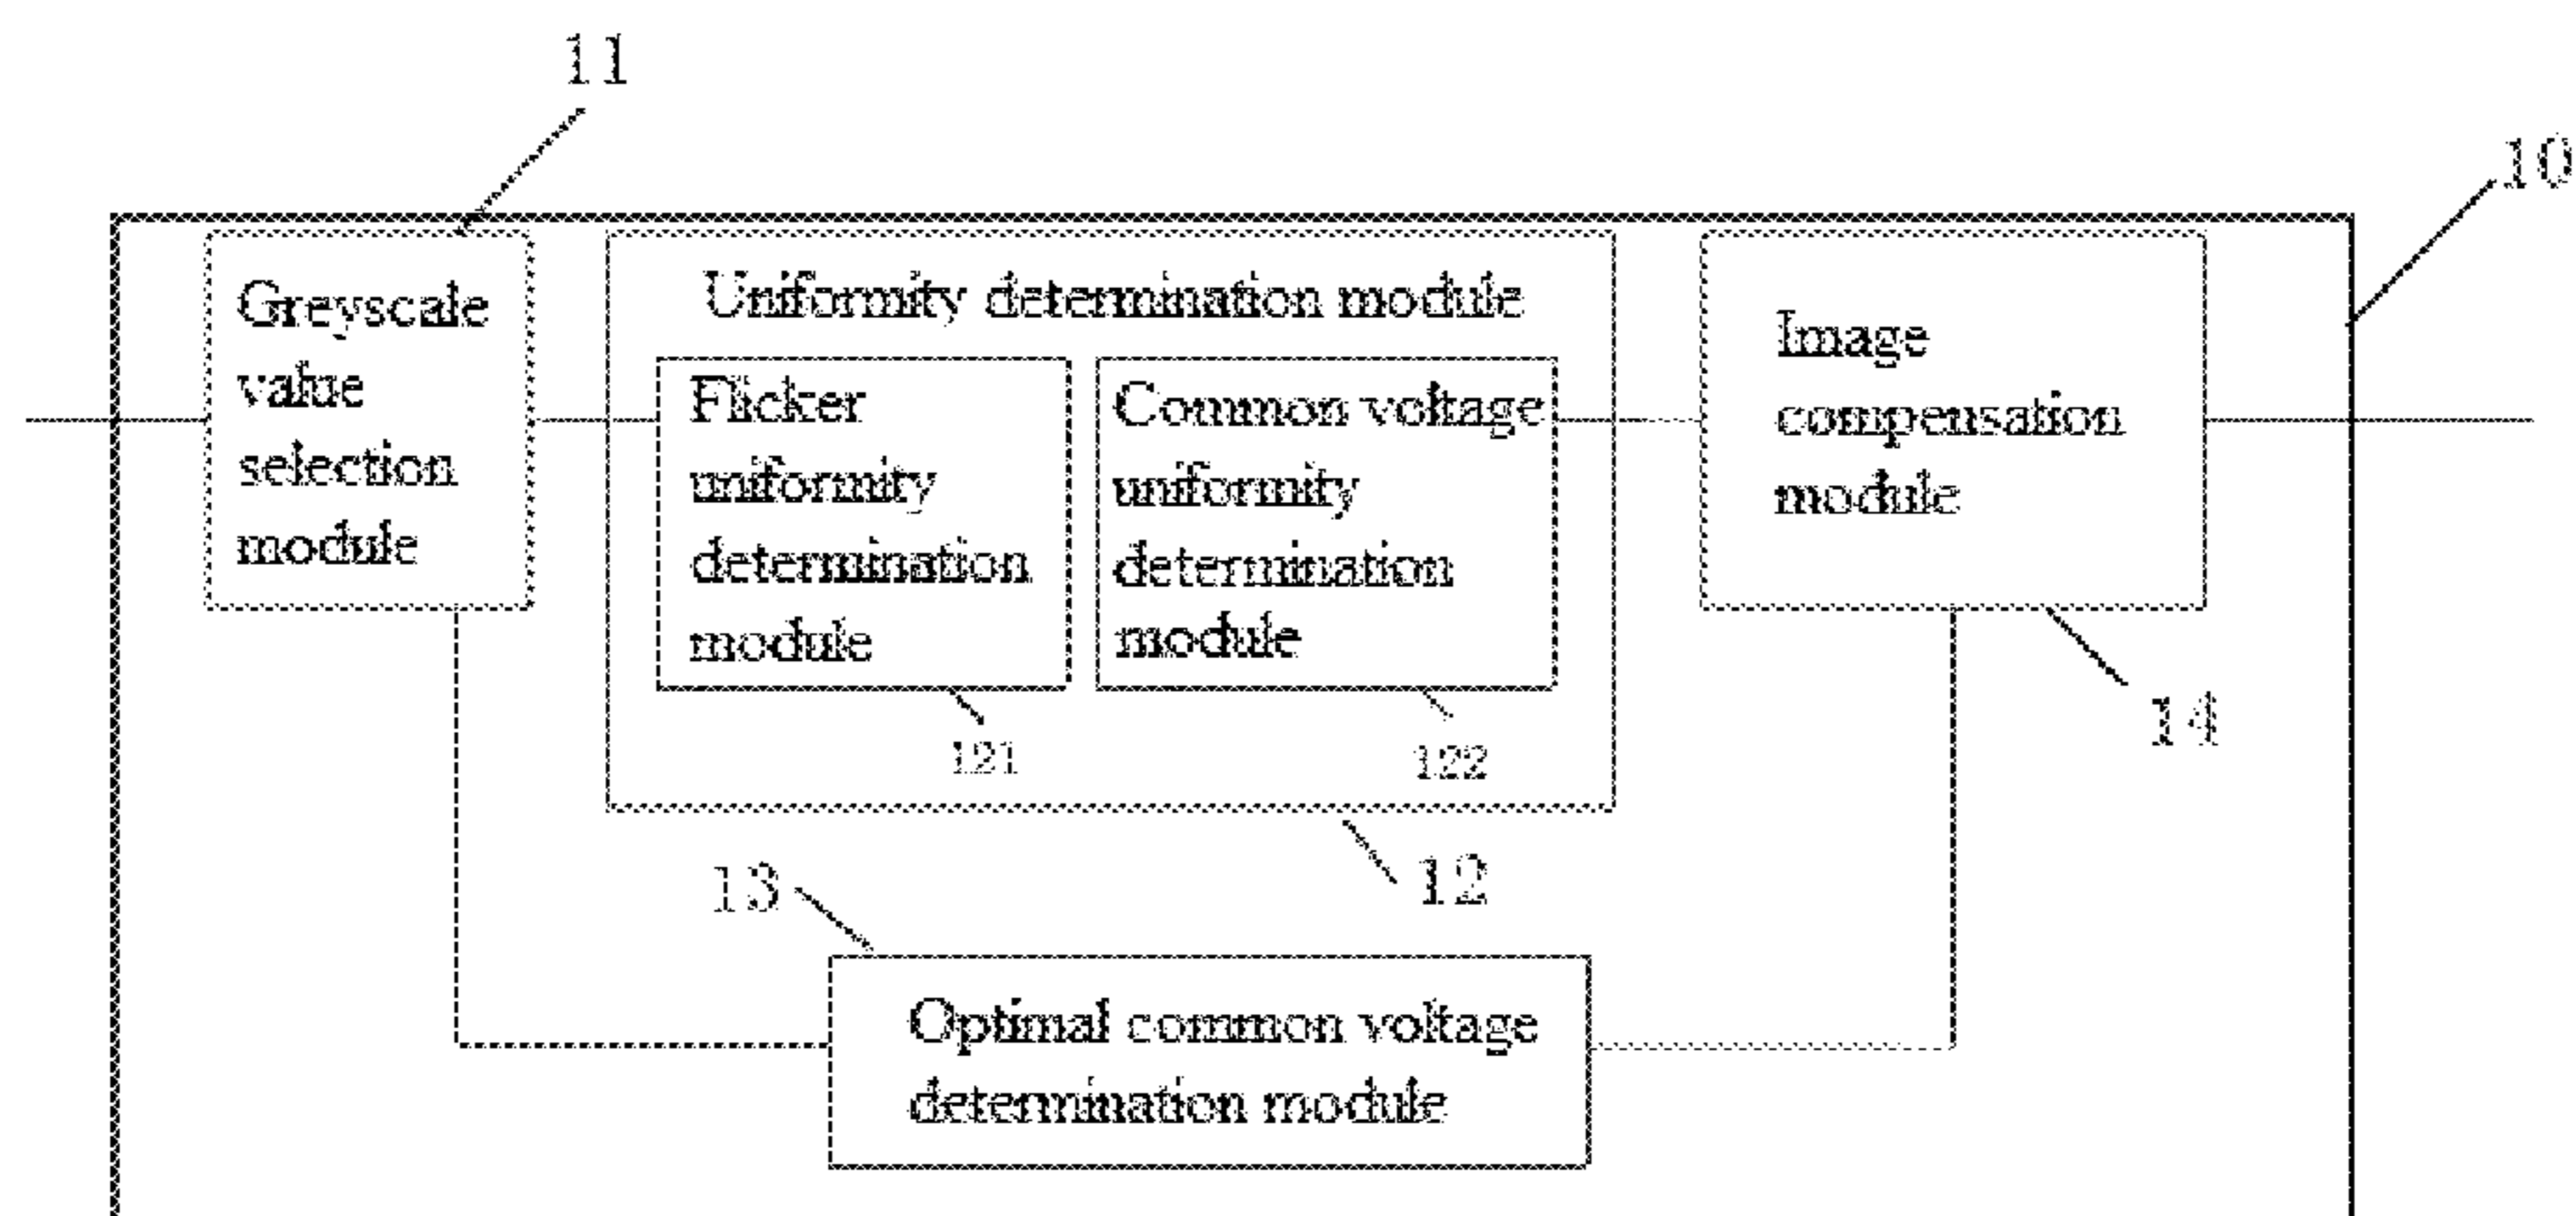 11
10
Greyscale
value
selection
module
Uniformity determination module
Flicker
uniformity
determination
module
121
Common voltage
uniformity
determination
module
122
Image
compensation
module
14
12
13
Optimal common voltage
determination module